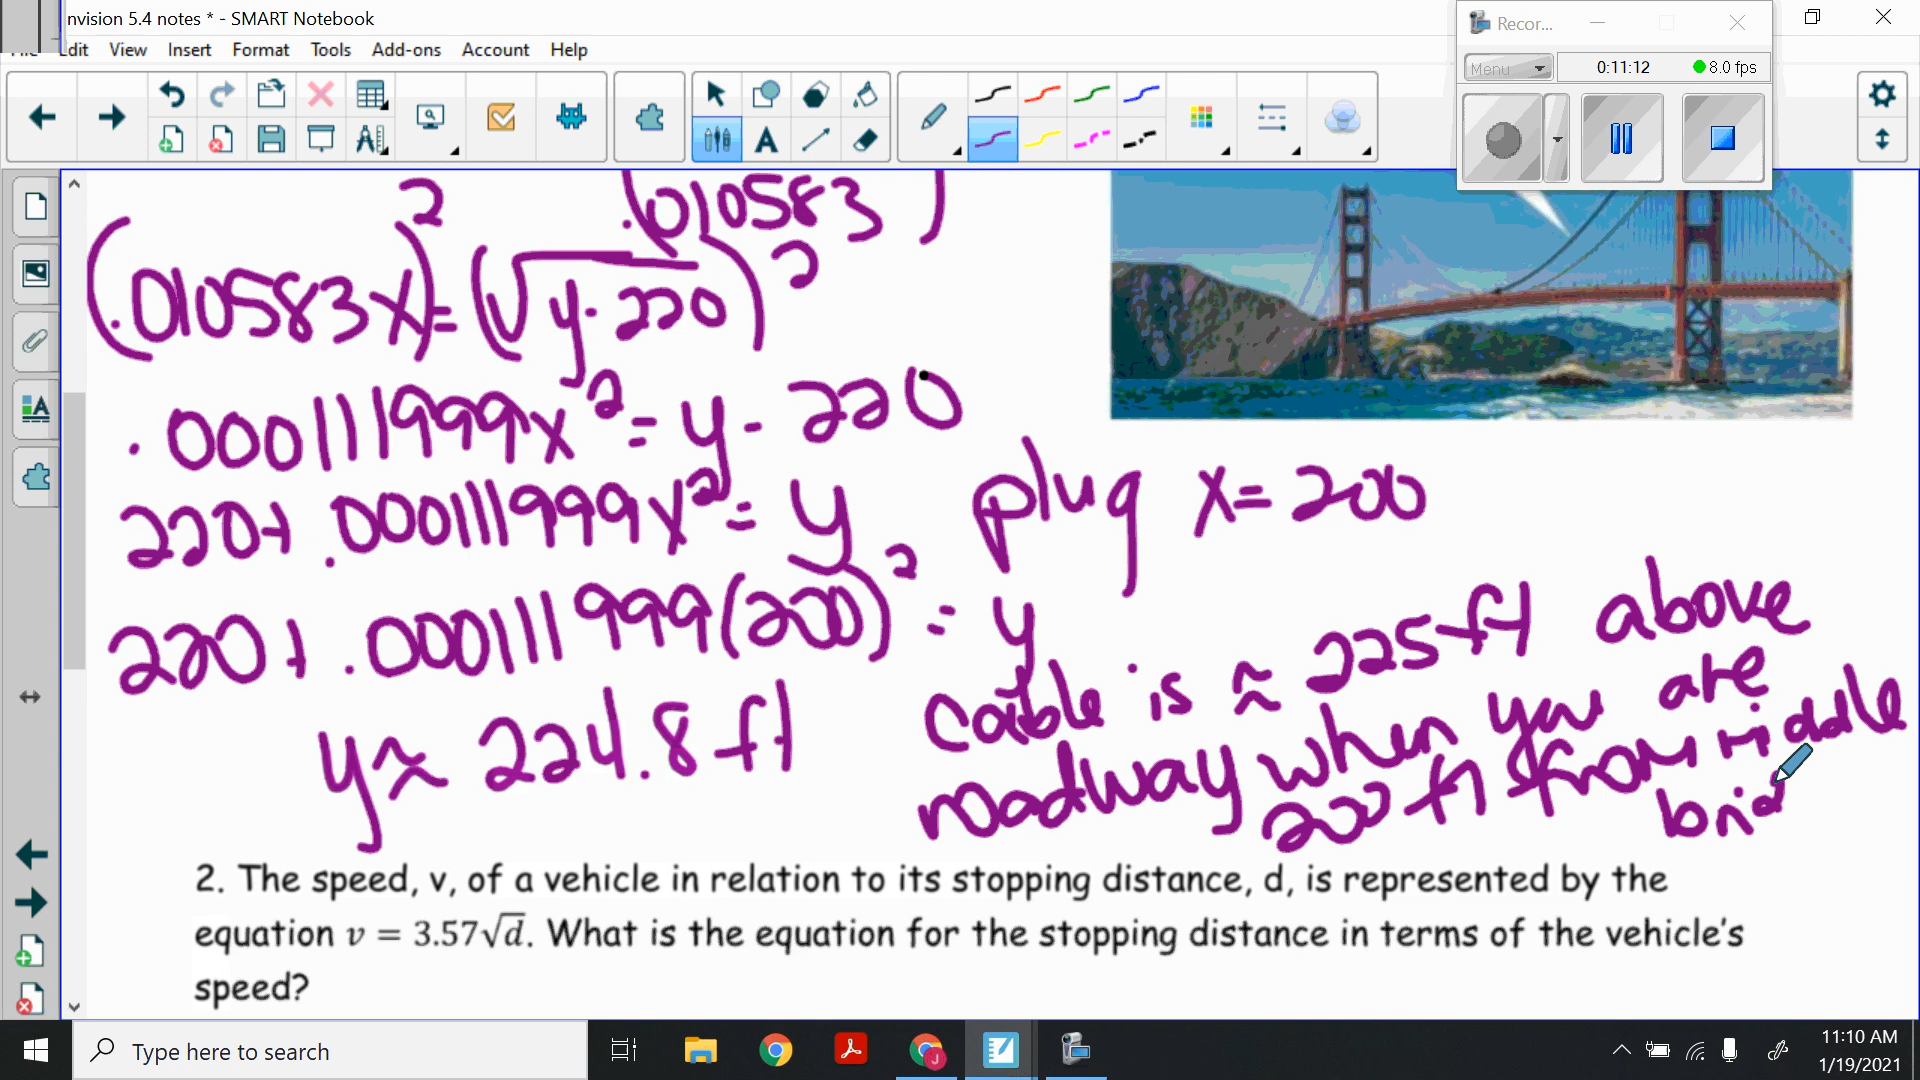 nvision 5.4 notes * - SMART Notebook
Recor...
Edit View Insert Format Tools Add-ons Account Help
Menu 0:11:12 8.0 fps
(.010583)
(.010583x)² = (√y-220)²
.000111999x² = y - 220
220+ .000111999x² = y plug x = 200
220+ .000111999(200)² = y
y ≈ 224.8 ft
Cable is ≈ 225 ft above
roadway when you are
200 ft from middle
brid
2. The speed, v, of a vehicle in relation to its stopping distance, d, is represented by the
equation v = 3.57√d. What is the equation for the stopping distance in terms of the vehicle's
speed?
Type here to search
J
11:10 AM
1/19/2021